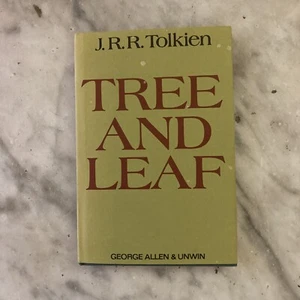 J.R.R. Tolkien
TREE
AND
LEAF
GEORGE ALLEN & UNWIN